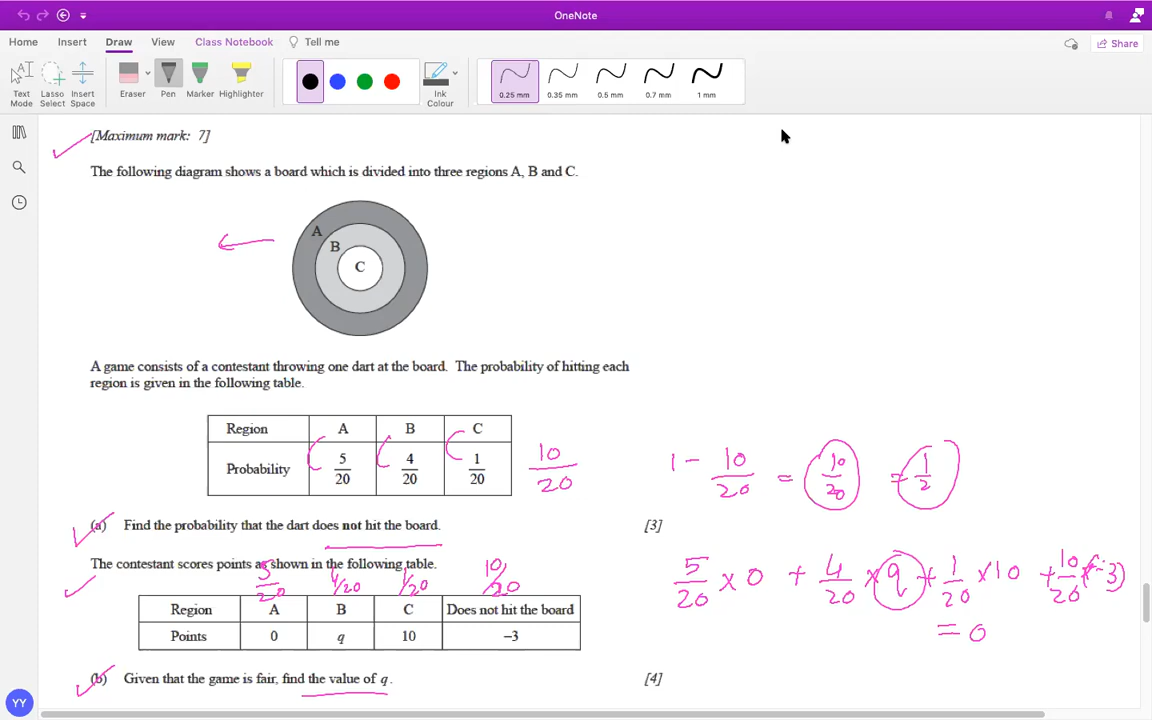 OneNote
Home Insert Draw View Class Notebook Tell me Share
Text Mode Lasso Select Insert Space Eraser Pen Marker Highlighter Ink Colour 0.25 mm 0.35 mm 0.5 mm 0.7 mm 1 mm
[Maximum mark: 7]
The following diagram shows a board which is divided into three regions A, B and C.
A
B
C
A game consists of a contestant throwing one dart at the board. The probability of hitting each
region is given in the following table.
Region A B C
Probability 5/20 4/20 1/20 10/20
1 - 10/20 = 10/20 = 1/2
(a) Find the probability that the dart does not hit the board. [3]
The contestant scores points as shown in the following table.
5/20 4/20 1/20 10/20
5/20 × 0 + 4/20 × q + 1/20 × 10 + 10/20 (-3)
= 0
Region A B C Does not hit the board
Points 0 q 10 −3
(b) Given that the game is fair, find the value of q. [4]
YY